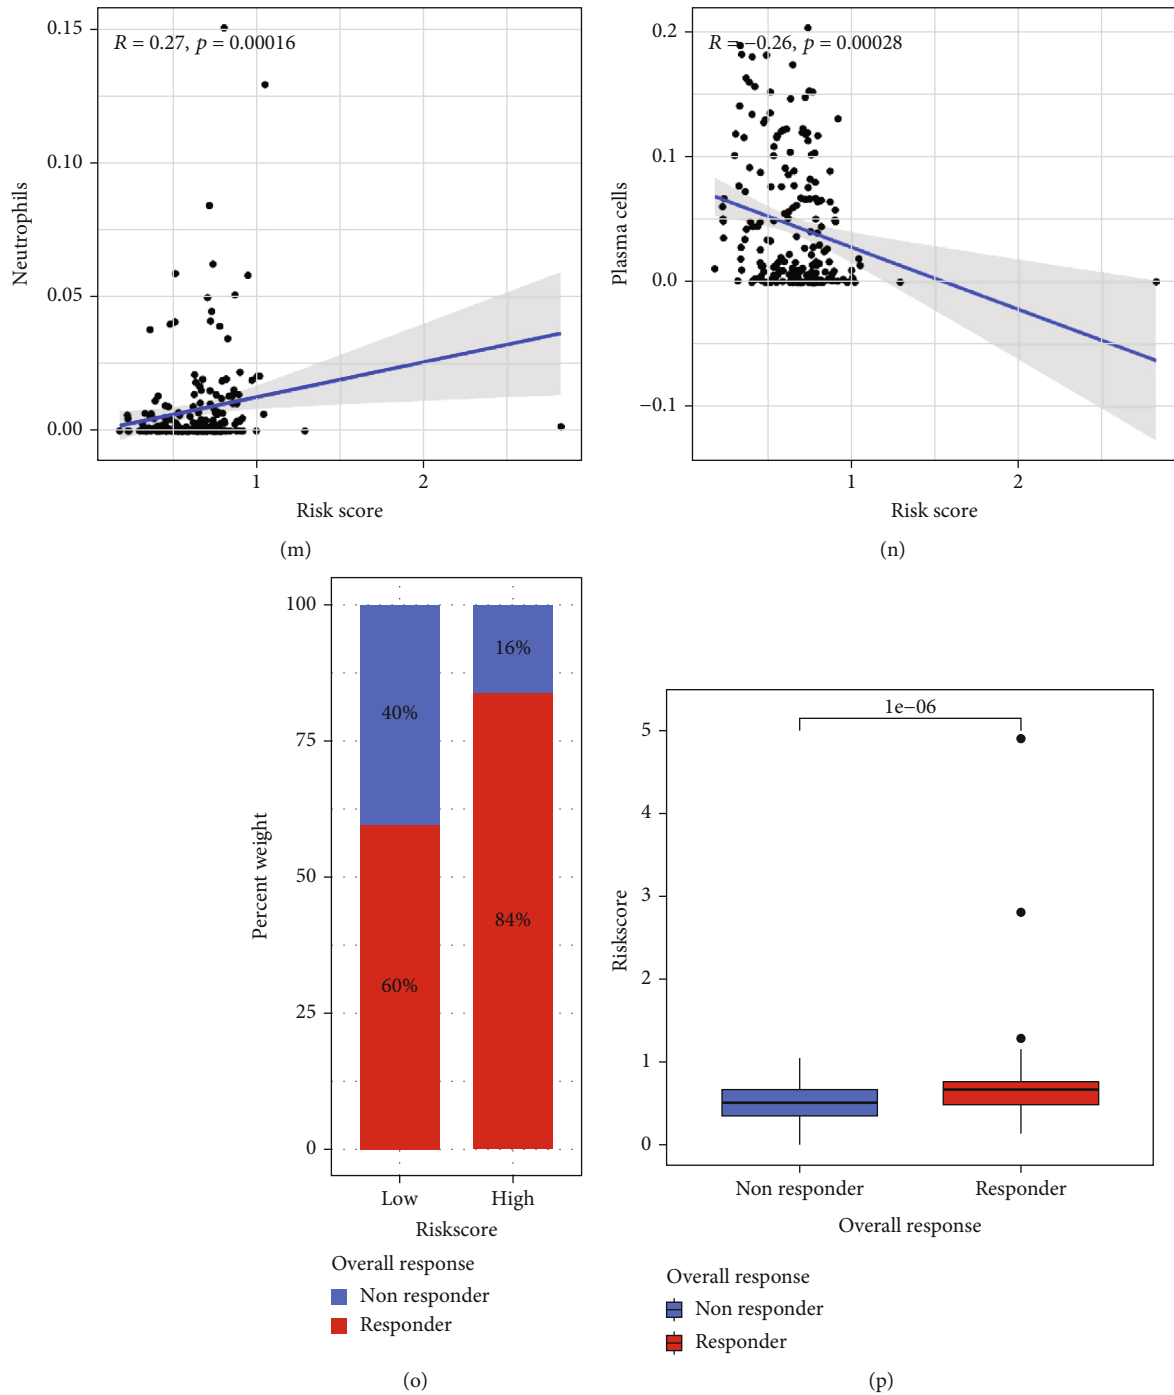 R = 0.27, p = 0.00016
0.15
0.10
0.05
0.00
Neutrophils
1
2
Risk score
(m)
R = −0.26, p = 0.00028
0.2
0.1
0.0
−0.1
Plasma cells
1
2
Risk score
(n)
100
75
50
25
0
Percent weight
40%
60%
16%
84%
Low
High
Riskscore
Overall response
Non responder
Responder
(o)
1e−06
5
4
3
2
1
0
Riskscore
Non responder
Responder
Overall response
Overall response
Non responder
Responder
(p)